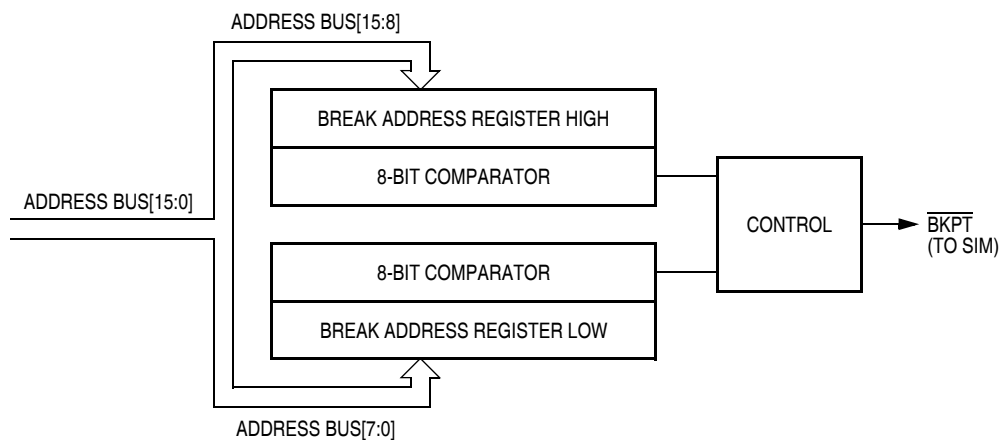 ADDRESS BUS[15:8]
BREAK ADDRESS REGISTER HIGH
8-BIT COMPARATOR
ADDRESS BUS[15:0]
CONTROL
BKPT
(TO SIM)
8-BIT COMPARATOR
BREAK ADDRESS REGISTER LOW
ADDRESS BUS[7:0]